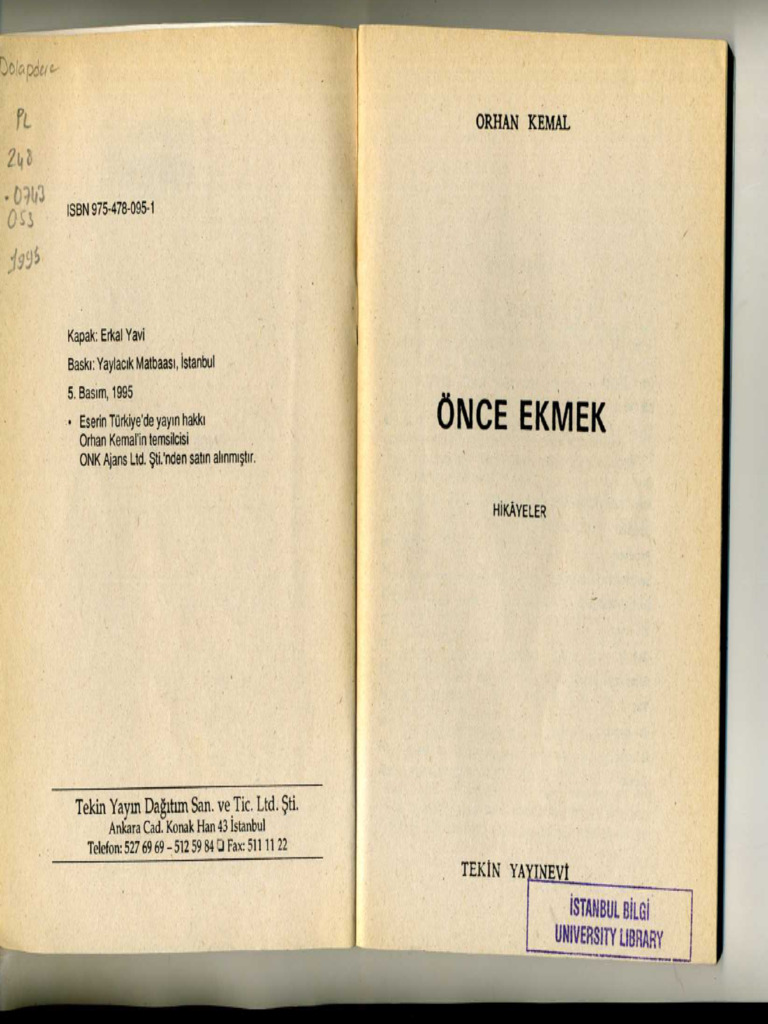 Dolapdere
PL
248
.0743
O53
1995
ISBN 975-478-095-1
Kapak: Erkal Yavi
Baskı: Yaylacık Matbaası, İstanbul
5. Basım, 1995
• Eserin Türkiye'de yayın hakkı
Orhan Kemal'in temsilcisi
ONK Ajans Ltd. Şti.'nden satın alınmıştır.
Tekin Yayın Dağıtım San. ve Tic. Ltd. Şti.
Ankara Cad. Konak Han 43 İstanbul
Telefon: 527 69 69 – 512 59 84 ❏ Fax: 511 11 22
ORHAN KEMAL
ÖNCE EKMEK
HİKÂYELER
TEKİN YAYINEVİ
İSTANBUL BİLGİ
UNIVERSITY LIBRARY